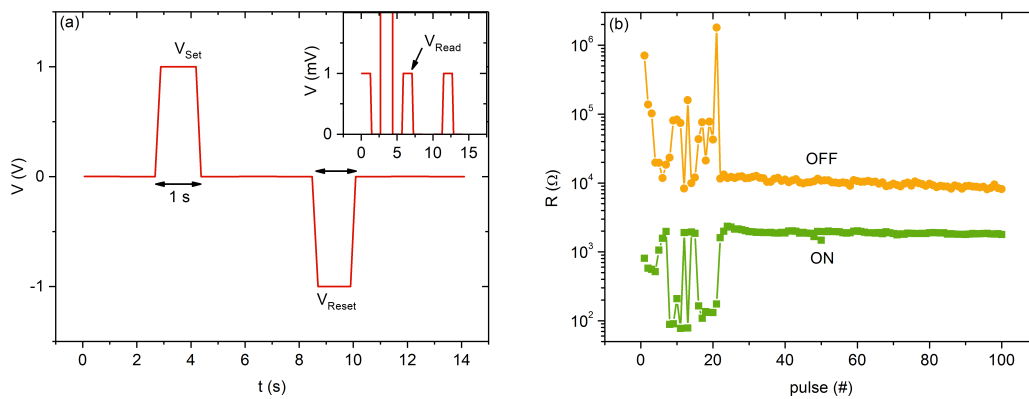 (a)
V_Set
1
0
-1
V (V)
1 s
V_Reset
0 2 4 6 8 10 12 14
t (s)
V (mV)
1
0
V_Read
0 5 10 15
(b)
10^6
10^5
10^4
10^3
10^2
R (Ω)
OFF
ON
0 20 40 60 80 100
pulse (#)